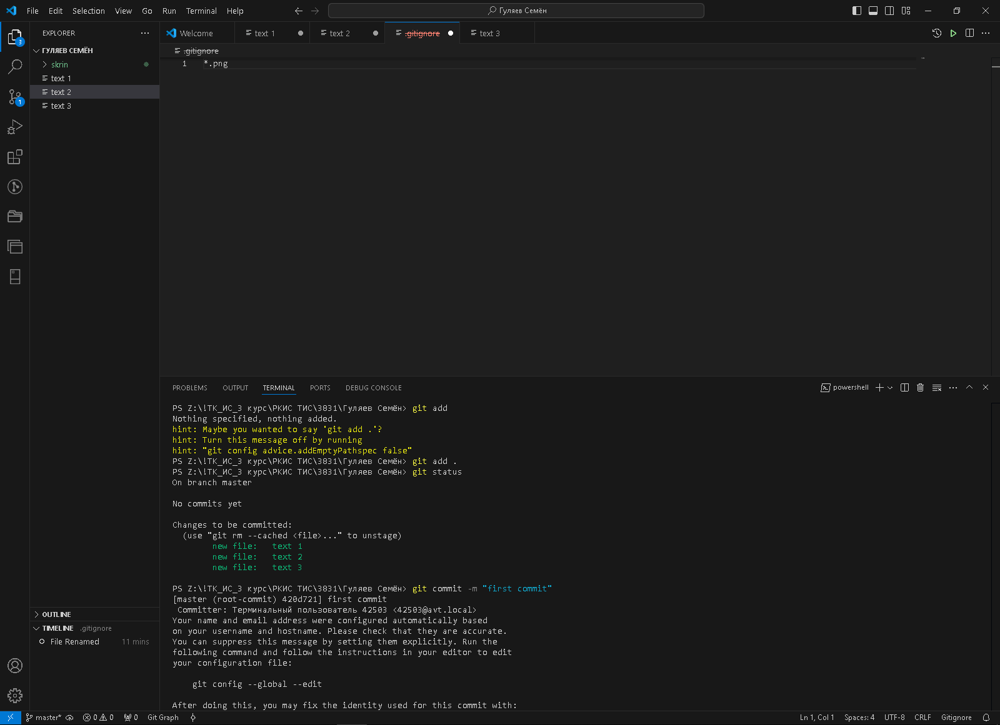 File Edit Selection View Go Run Terminal Help
Гуляев Семён
EXPLORER
Welcome
text 1
text 2
.gitignore
text 3
3
ГУЛЯЕВ СЕМЁН
skrin
text 1
text 2
text 3
1
.gitignore
1 *.png
PROBLEMS OUTPUT TERMINAL PORTS DEBUG CONSOLE
powershell
PS Z:\!ТК_ИС_3 курс\РКИС ТИС\3831\Гуляев Семён> git add
Nothing specified, nothing added.
hint: Maybe you wanted to say 'git add .'?
hint: Turn this message off by running
hint: "git config advice.addEmptyPathspec false"
PS Z:\!ТК_ИС_3 курс\РКИС ТИС\3831\Гуляев Семён> git add .
PS Z:\!ТК_ИС_3 курс\РКИС ТИС\3831\Гуляев Семён> git status
On branch master
No commits yet
Changes to be committed:
(use "git rm --cached <file>..." to unstage)
new file: text 1
new file: text 2
new file: text 3
PS Z:\!ТК_ИС_3 курс\РКИС ТИС\3831\Гуляев Семён> git commit -m "first commit"
[master (root-commit) 420d721] first commit
Committer: Терминальный пользователь 42503 <42503@avt.local>
Your name and email address were configured automatically based
on your username and hostname. Please check that they are accurate.
You can suppress this message by setting them explicitly. Run the
following command and follow the instructions in your editor to edit
your configuration file:
git config --global --edit
After doing this, you may fix the identity used for this commit with:
OUTLINE
TIMELINE .gitignore
File Renamed 11 mins
master* 0 0 0 Git Graph
Ln 1, Col 1 Spaces: 4 UTF-8 CRLF Gitignore